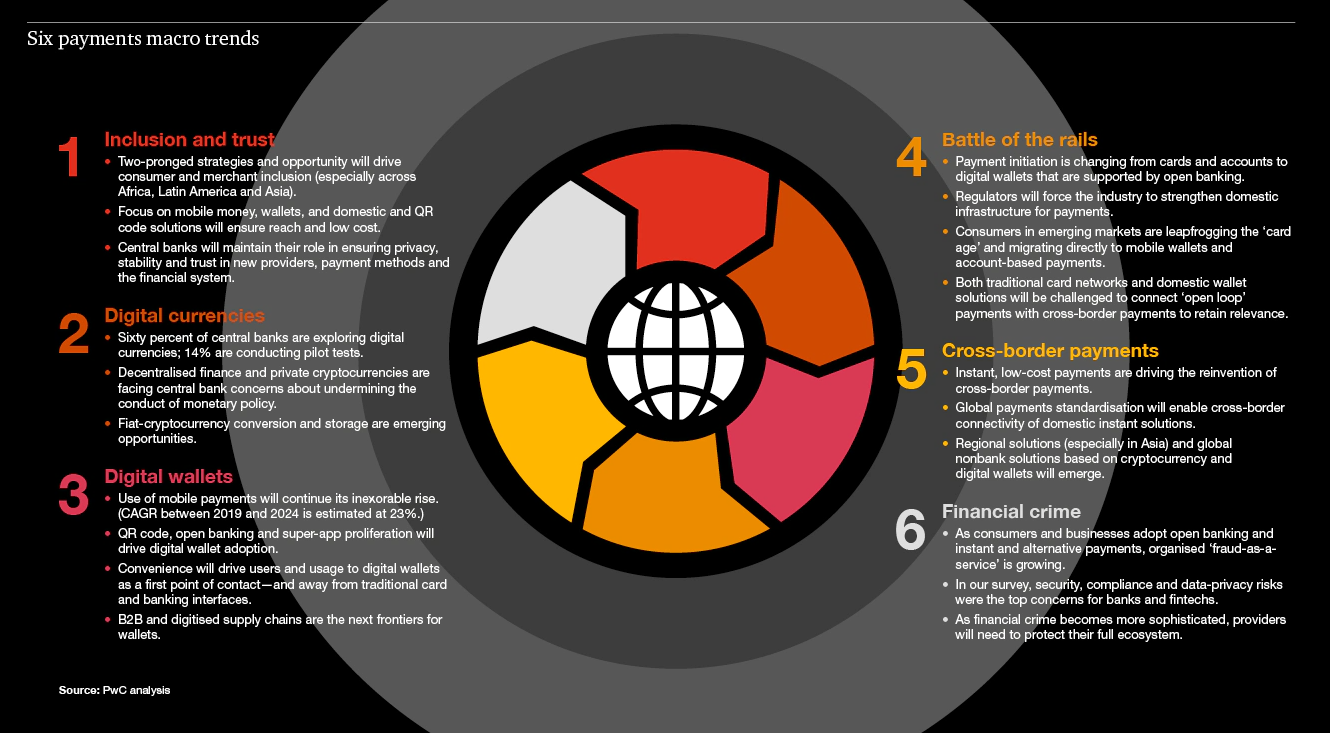 Six payments macro trends
1
Inclusion and trust
• Two-pronged strategies and opportunity will drive
consumer and merchant inclusion (especially across
Africa, Latin America and Asia).
• Focus on mobile money, wallets, and domestic and QR
code solutions will ensure reach and low cost.
• Central banks will maintain their role in ensuring privacy,
stability and trust in new providers, payment methods and
the financial system.
2
Digital currencies
• Sixty percent of central banks are exploring digital
currencies; 14% are conducting pilot tests.
• Decentralised finance and private cryptocurrencies are
facing central bank concerns about undermining the
conduct of monetary policy.
• Fiat-cryptocurrency conversion and storage are emerging
opportunities.
3
Digital wallets
• Use of mobile payments will continue its inexorable rise.
(CAGR between 2019 and 2024 is estimated at 23%.)
• QR code, open banking and super-app proliferation will
drive digital wallet adoption.
• Convenience will drive users and usage to digital wallets
as a first point of contact—and away from traditional card
and banking interfaces.
• B2B and digitised supply chains are the next frontiers for
wallets.
4
Battle of the rails
• Payment initiation is changing from cards and accounts to
digital wallets that are supported by open banking.
• Regulators will force the industry to strengthen domestic
infrastructure for payments.
• Consumers in emerging markets are leapfrogging the ‘card
age’ and migrating directly to mobile wallets and
account-based payments.
• Both traditional card networks and domestic wallet
solutions will be challenged to connect ‘open loop’
payments with cross-border payments to retain relevance.
5
Cross-border payments
• Instant, low-cost payments are driving the reinvention of
cross-border payments.
• Global payments standardisation will enable cross-border
connectivity of domestic instant solutions.
• Regional solutions (especially in Asia) and global
nonbank solutions based on cryptocurrency and
digital wallets will emerge.
6
Financial crime
• As consumers and businesses adopt open banking and
instant and alternative payments, organised ‘fraud-as-a-
service’ is growing.
• In our survey, security, compliance and data-privacy risks
were the top concerns for banks and fintechs.
• As financial crime becomes more sophisticated, providers
will need to protect their full ecosystem.
Source: PwC analysis